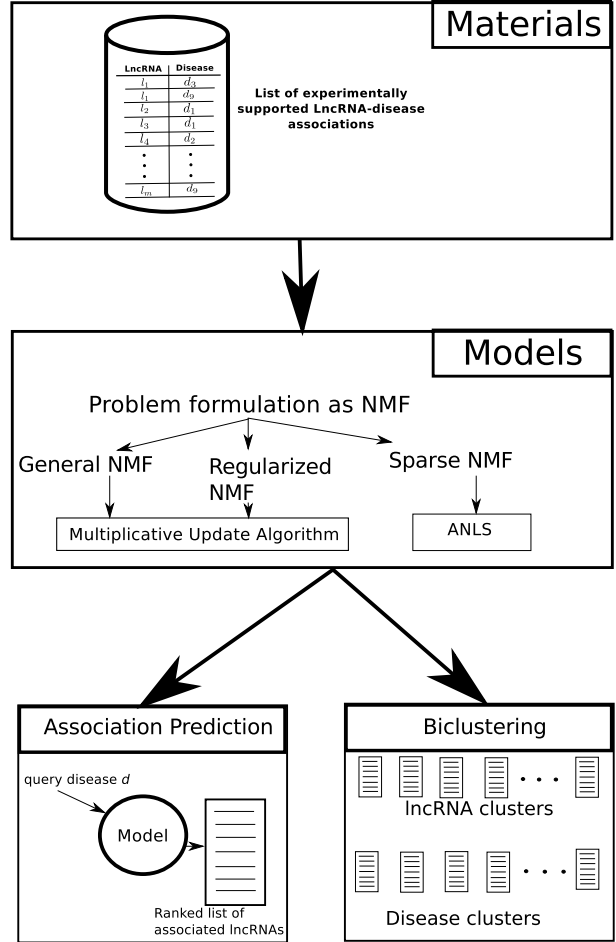 Materials
LncRNA Disease
l1 d3
l1 d9
l2 d1
l3 d1
l4 d2
lm d9
List of experimentally
supported LncRNA-disease
associations
Models
Problem formulation as NMF
General NMF
Regularized
NMF
Sparse NMF
Multiplicative Update Algorithm
ANLS
Association Prediction
query disease d
Model
Ranked list of
associated lncRNAs
Biclustering
lncRNA clusters
Disease clusters